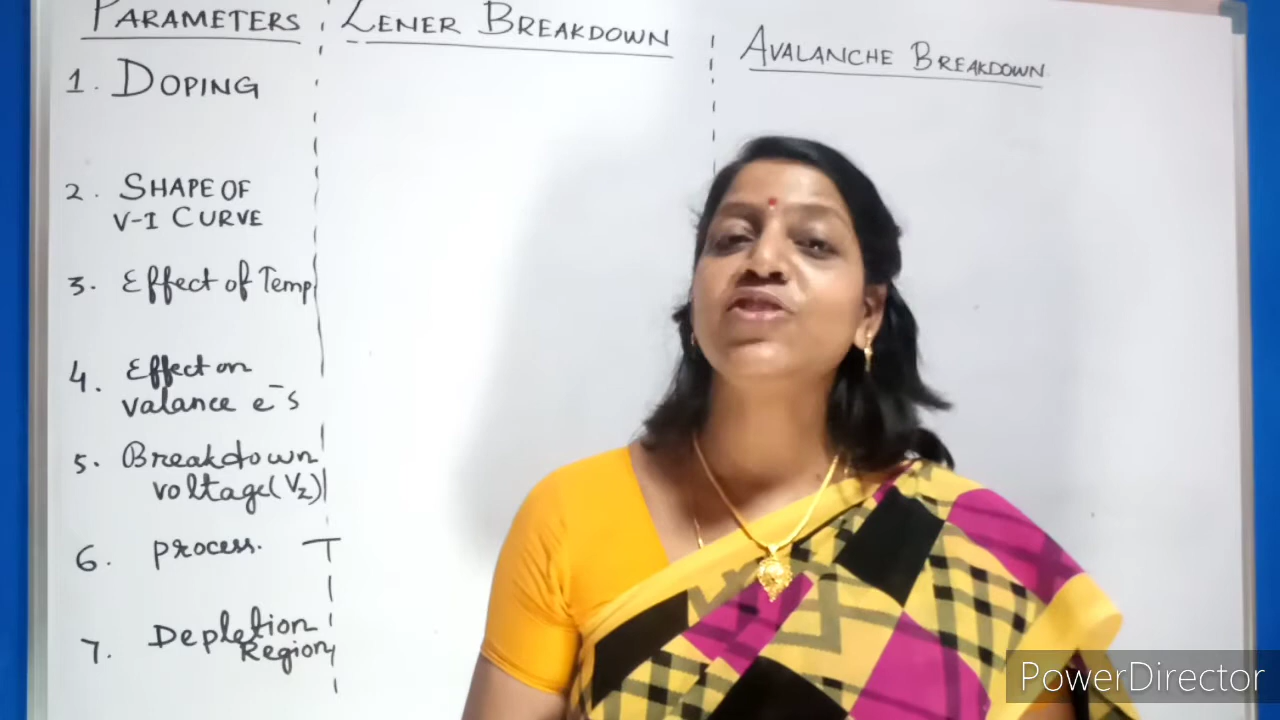 PARAMETERS
ZENER BREAKDOWN
AVALANCHE BREAKDOWN
1. DOPING
2. SHAPE OF
V-I CURVE
3. Effect of Temp
4. Effect on
valance e⁻s
5. Breakdown
voltage(Vz)
6. process.
7. Depletion
Region
PowerDirector